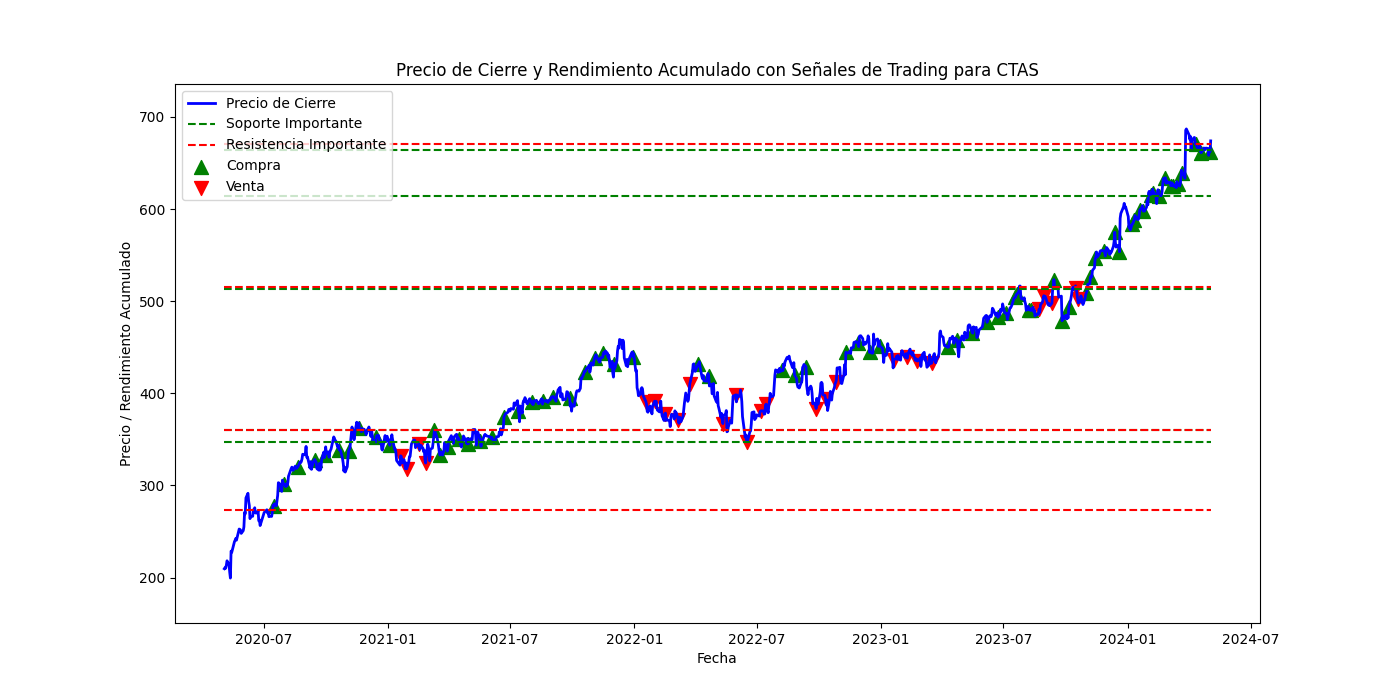 Precio de Cierre y Rendimiento Acumulado con Señales de Trading para CTAS
Precio de Cierre
Soporte Importante
Resistencia Importante
Compra
Venta
Precio / Rendimiento Acumulado
700
600
500
400
300
200
2020-07
2021-01
2021-07
2022-01
2022-07
2023-01
2023-07
2024-01
2024-07
Fecha